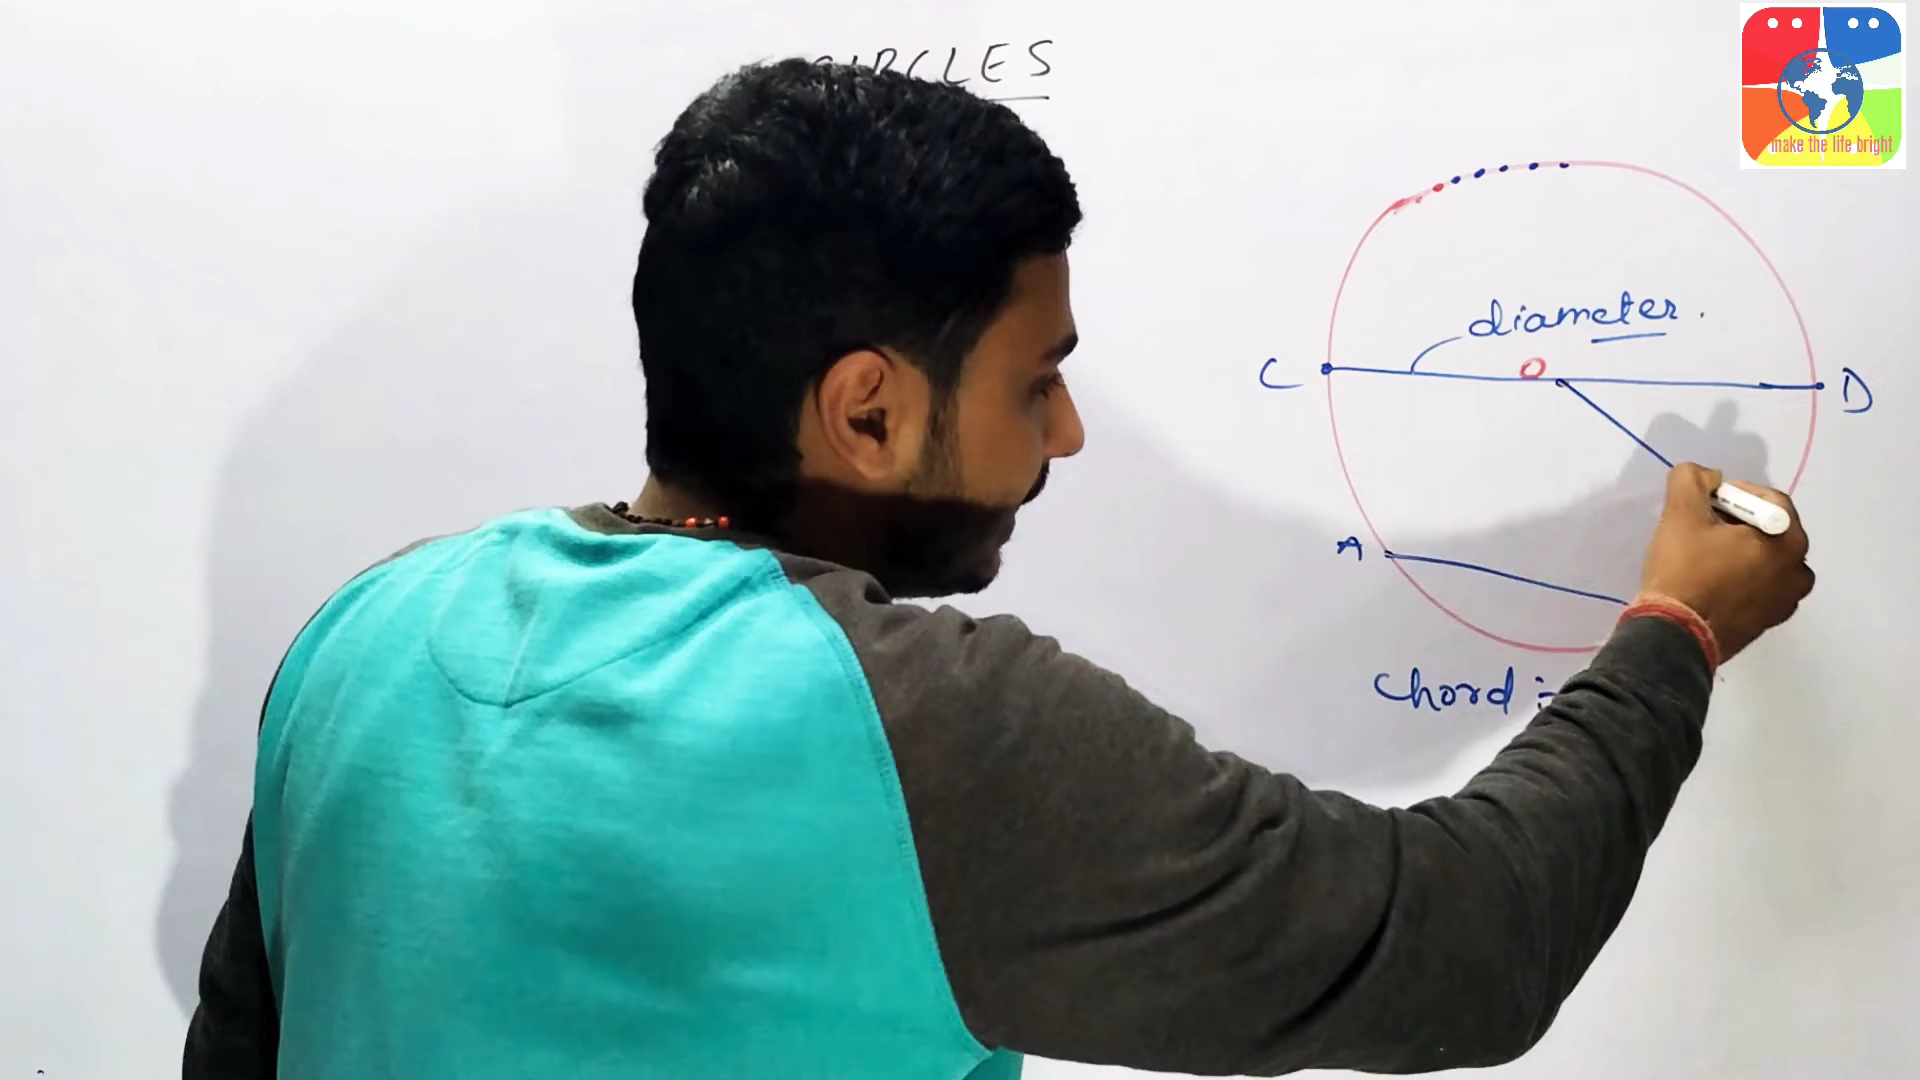 CIRCLES
make the life bright
diameter.
O
C
D
A
Chord :-